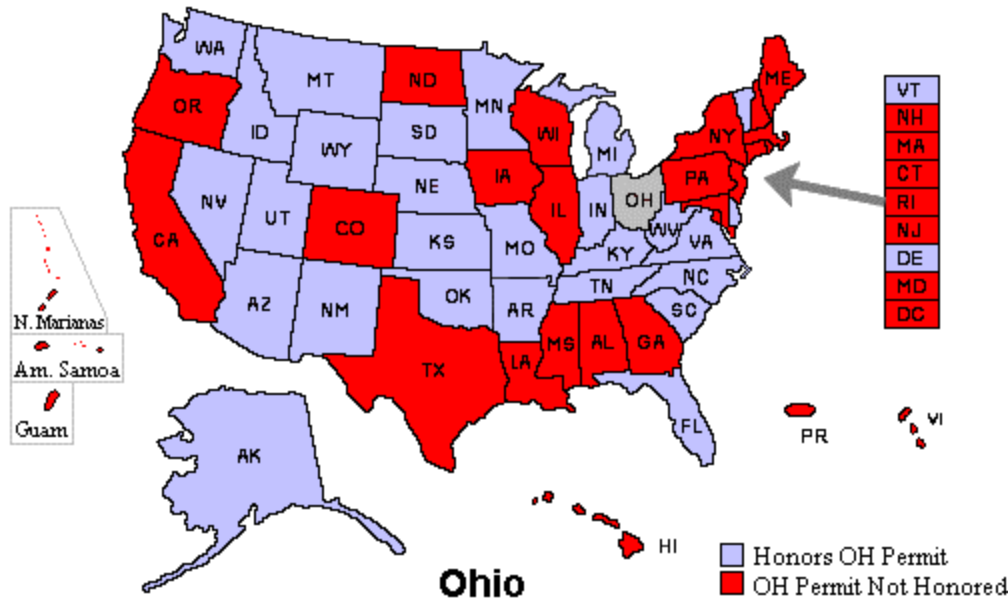 WA
MT
ND
MN
ME
VT
OR
ID
SD
WI
NY
NH
WY
MI
MA
NE
IA
PA
CT
NV
UT
CO
IL
IN
OH
RI
CA
KS
MO
WV
VA
NJ
KY
DE
AZ
NM
OK
AR
TN
NC
MD
SC
DC
N. Marianas
MS
AL
GA
LA
Am. Samoa
TX
FL
PR
VI
Guam
AK
HI
Honors OH Permit
Ohio
OH Permit Not Honored